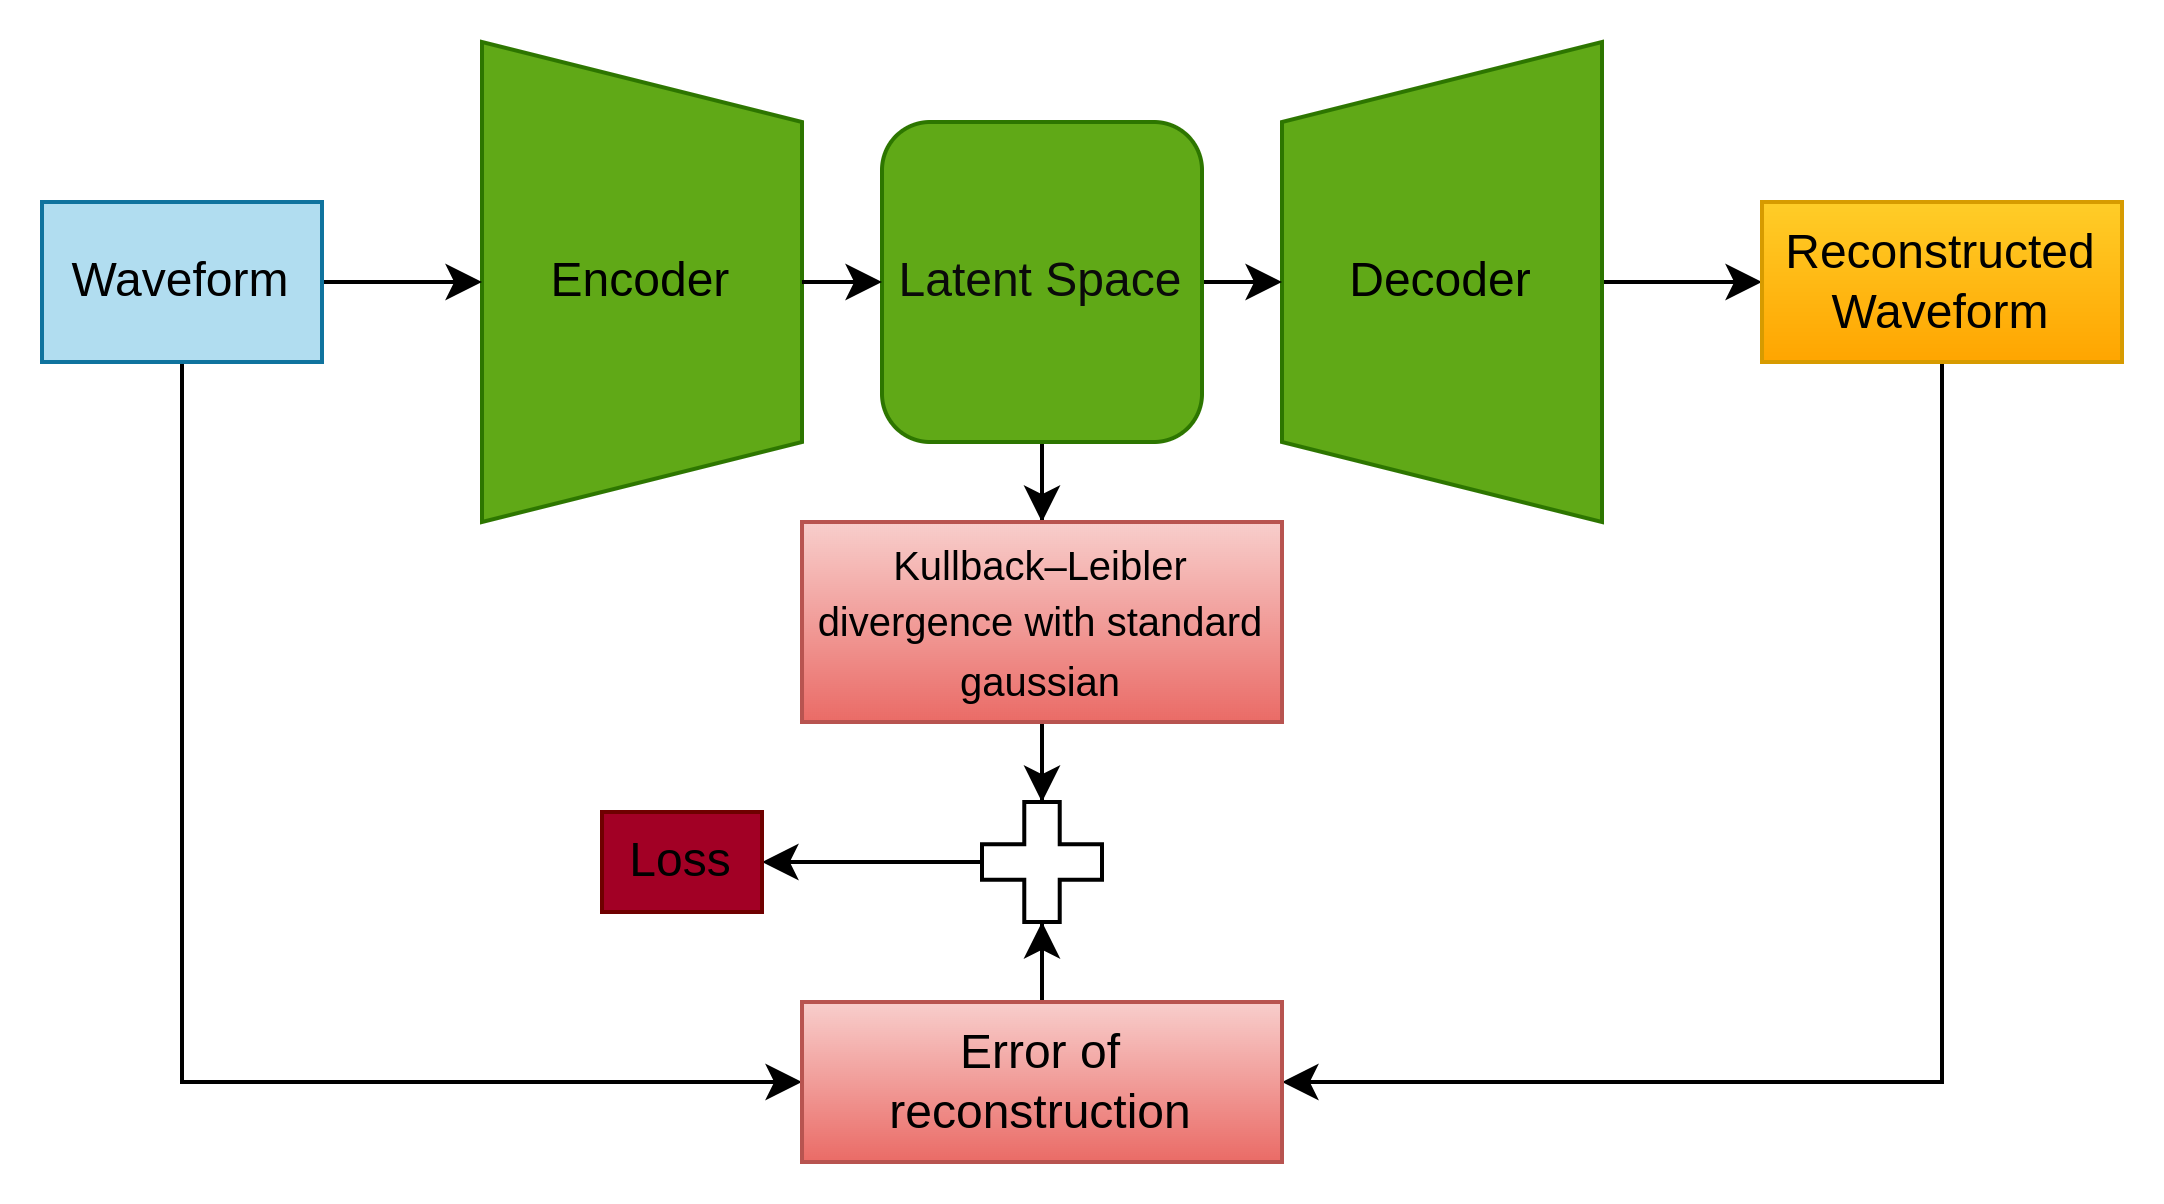 Waveform
Encoder
Latent Space
Decoder
Reconstructed
Waveform
Kullback–Leibler
divergence with standard
gaussian
Loss
Error of
reconstruction